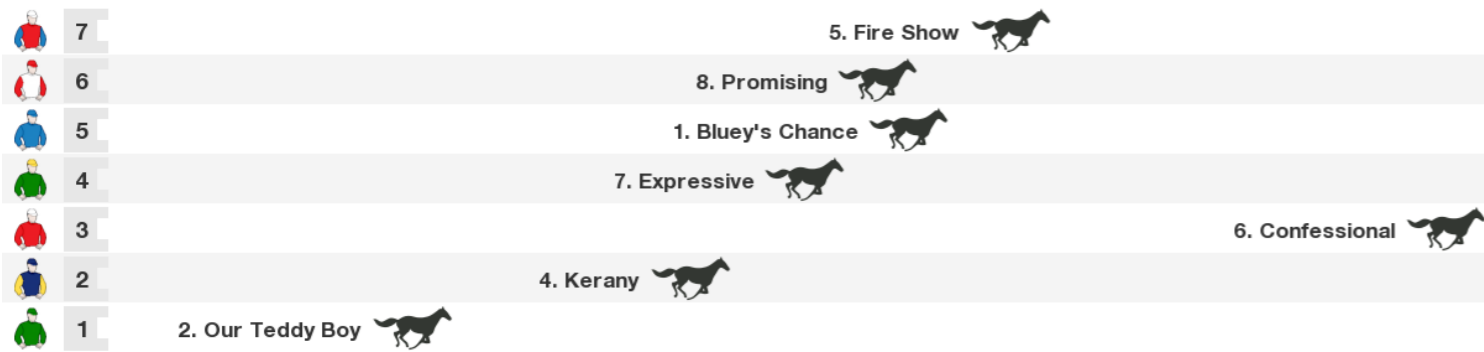 7 5. Fire Show
6 8. Promising
5 1. Bluey's Chance
4 7. Expressive
3 6. Confessional
2 4. Kerany
1 2. Our Teddy Boy